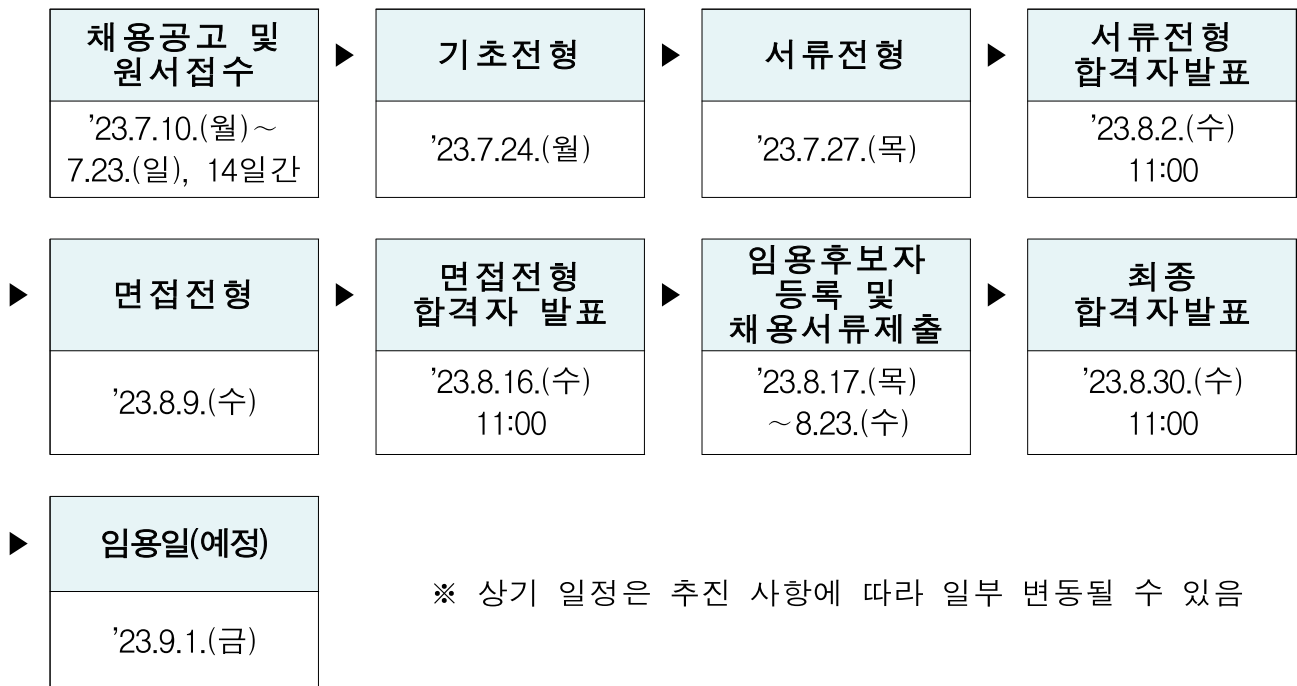 채용공고 및
원서접수
▶
기초전형
▶
서류전형
▶
서류전형
합격자발표
’23.7.10.(월)~
7.23.(일), 14일간
’23.7.24.(월)
’23.7.27.(목)
’23.8.2.(수)
11:00
▶
면접전형
▶
면접전형
합격자 발표
▶
임용후보자
등록 및
채용서류제출
▶
최종
합격자발표
’23.8.9.(수)
’23.8.16.(수)
11:00
’23.8.17.(목)
~8.23.(수)
’23.8.30.(수)
11:00
▶
임용일(예정)
’23.9.1.(금)
※ 상기 일정은 추진 사항에 따라 일부 변동될 수 있음